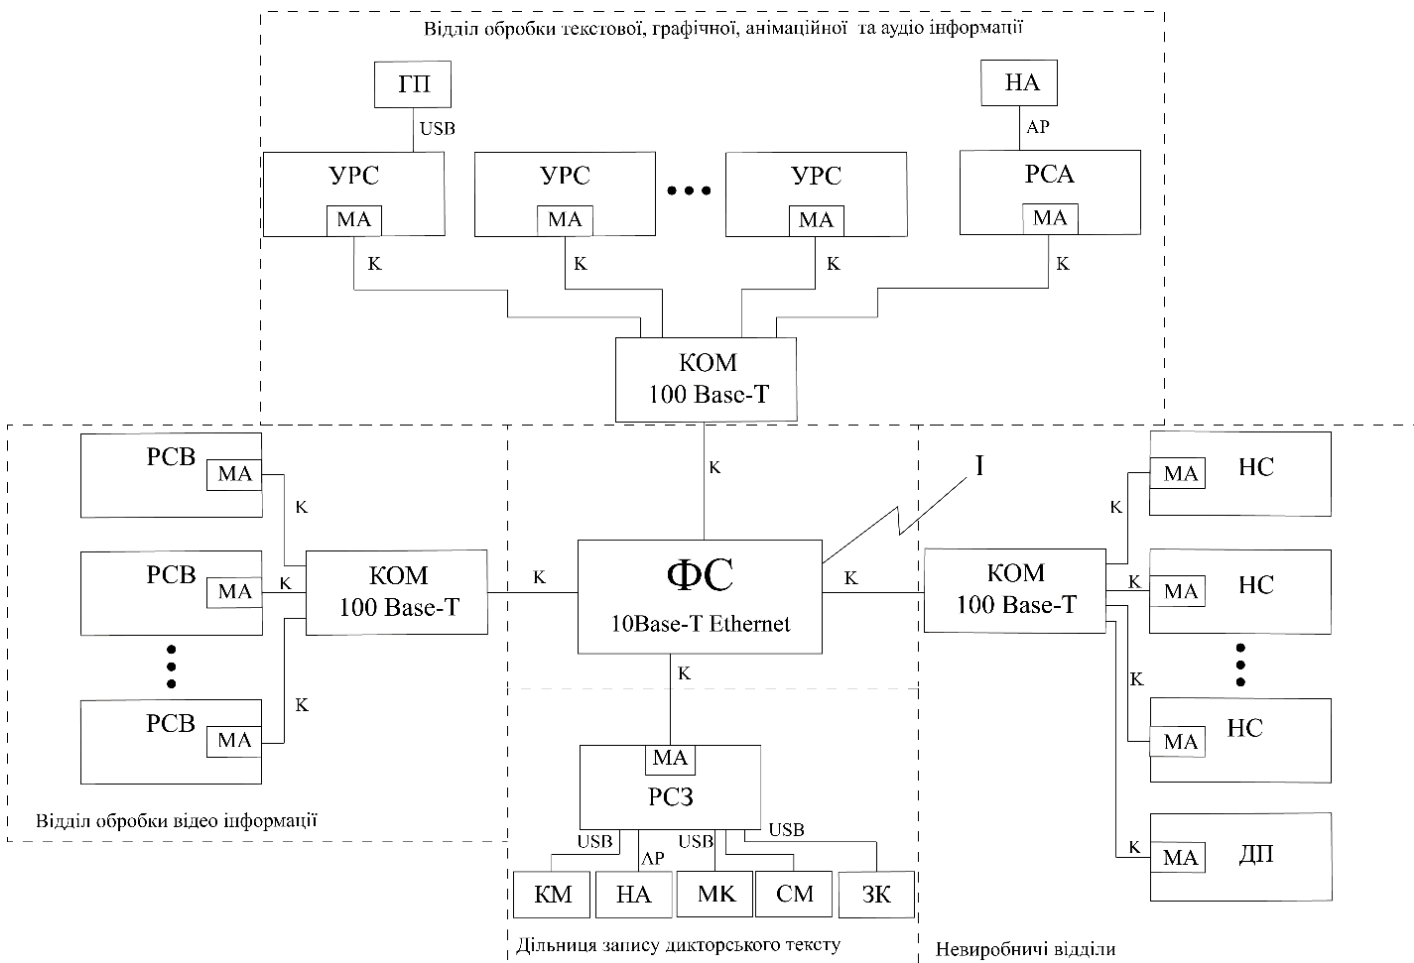 Відділ обробки текстової, графічної, анімаційної та аудіо інформації
ГП
НА
USB
АР
УРС
УРС
УРС
РСА
МА
МА
МА
МА
К
К
К
К
КОМ
100 Base-T
К
І
РСВ
МА
К
РСВ
МА
К
РСВ
МА
К
КОМ
100 Base-T
К
ФС
10Base-T Ethernet
К
КОМ
100 Base-T
К
МА
НС
К
МА
НС
К
МА
НС
К
МА
ДП
Відділ обробки відео інформації
К
МА
РСЗ
USB
АР
USB
USB
КМ
НА
МК
СМ
ЗК
Дільниця запису дикторського тексту
Невиробничі відділи